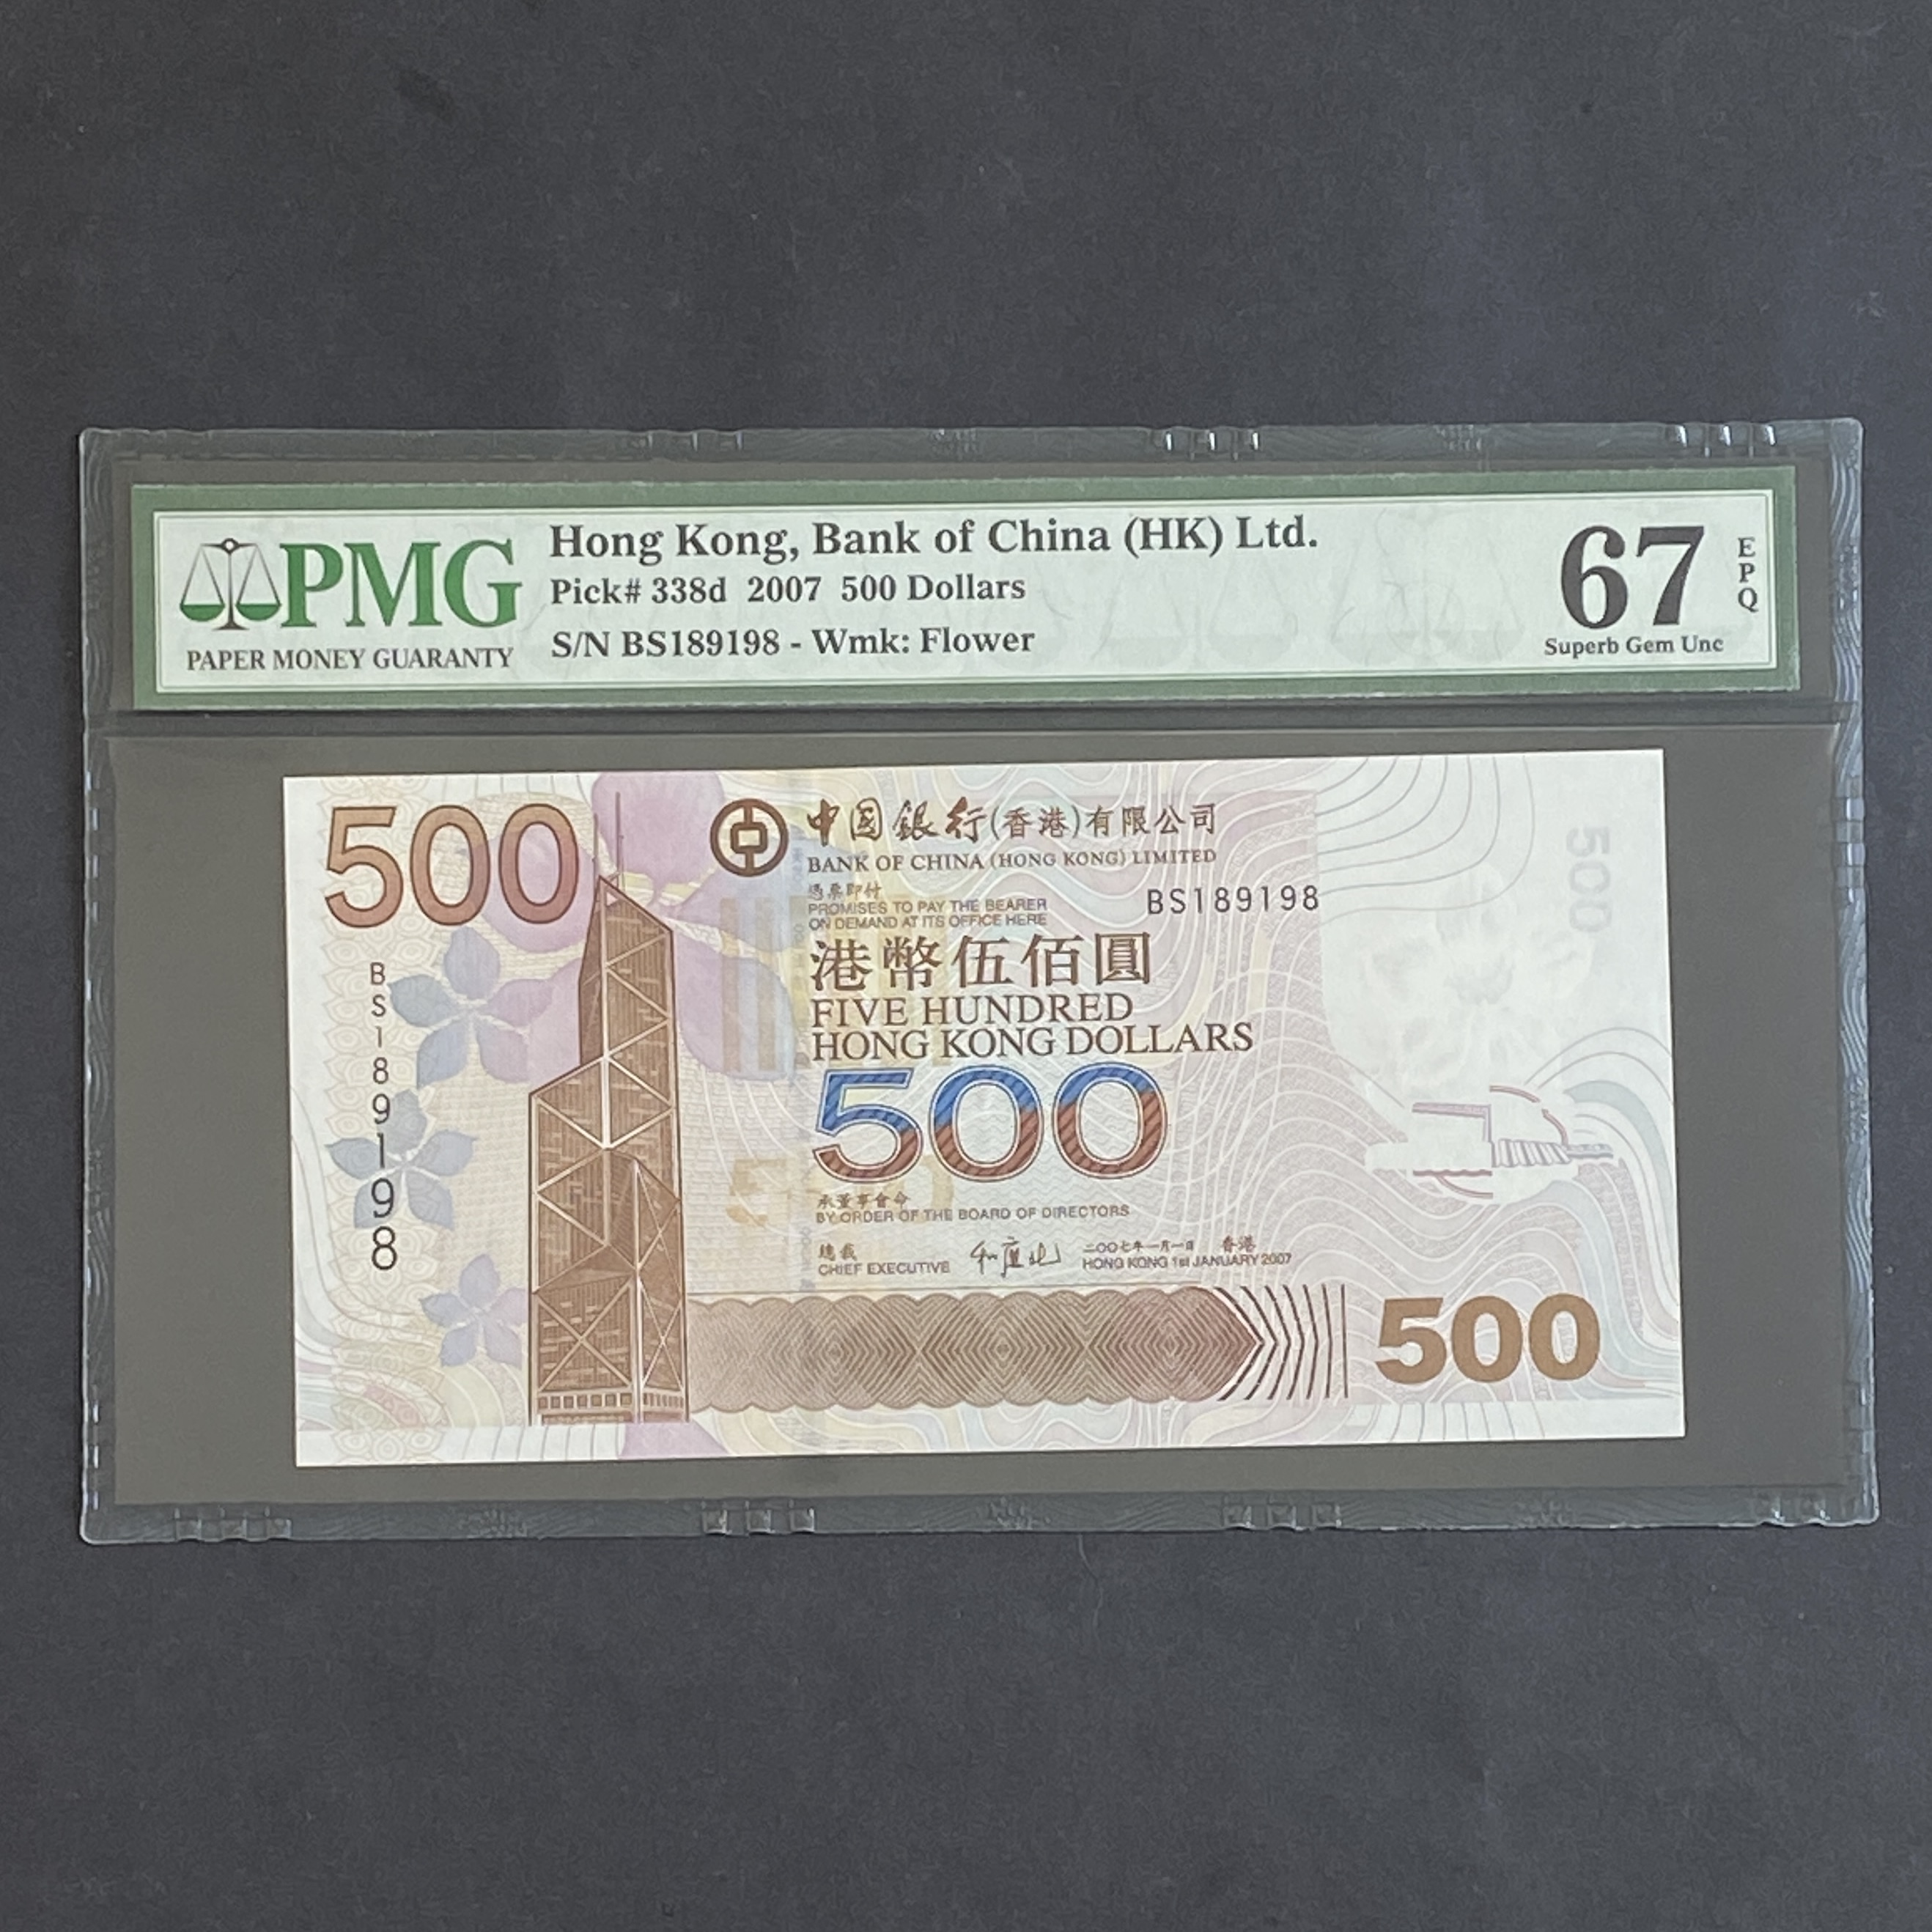 PMG
PAPER MONEY GUARANTY
Hong Kong, Bank of China (HK) Ltd.
Pick# 338d 2007 500 Dollars
S/N BS189198 - Wmk: Flower
67
EPQ
Superb Gem Unc
500
中國銀行(香港)有限公司
BANK OF CHINA (HONG KONG) LIMITED
憑票即付
PROMISES TO PAY THE BEARER
ON DEMAND AT ITS OFFICE HERE
BS189198
500
BS189198
港幣伍佰圓
FIVE HUNDRED
HONG KONG DOLLARS
500
承董事會命
BY ORDER OF THE BOARD OF DIRECTORS
總裁
CHIEF EXECUTIVE
二〇〇七年一月一日 香港
HONG KONG 1st JANUARY 2007
500